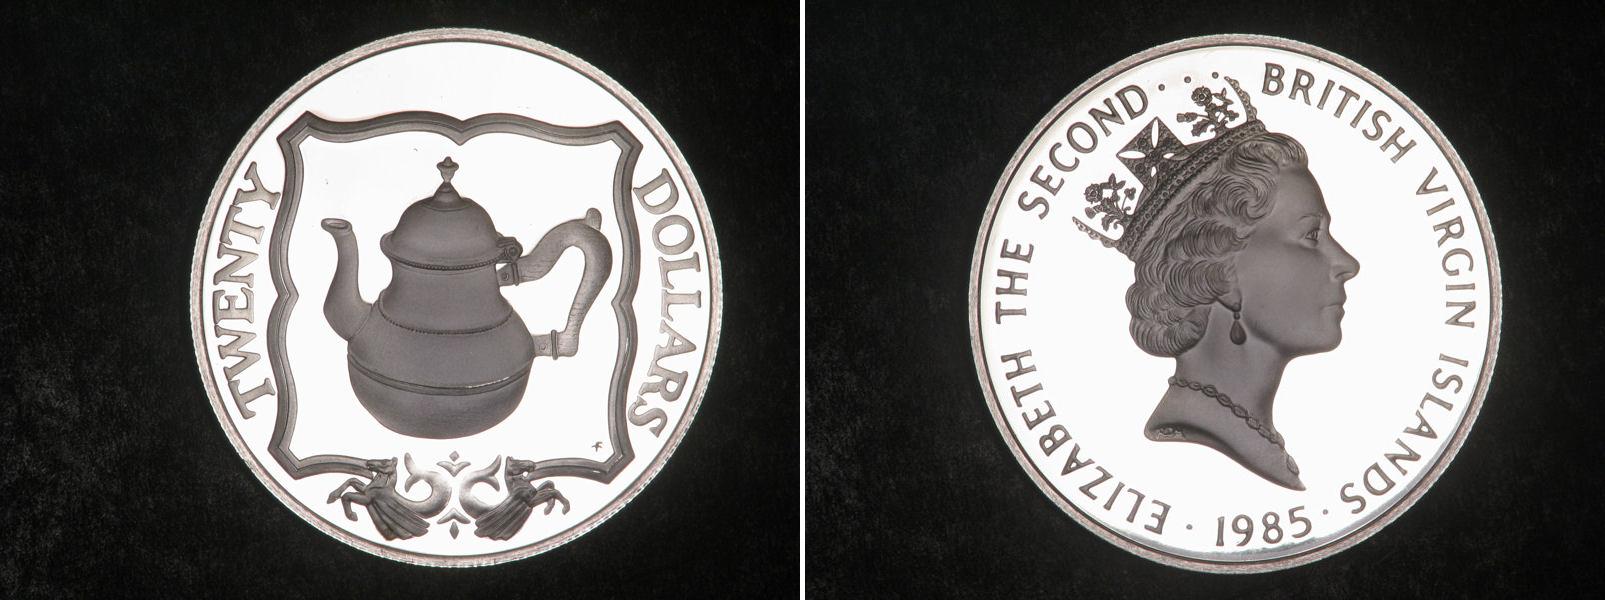 TWENTY
DOLLARS
ELIZABETH THE SECOND · · · BRITISH VIRGIN ISLANDS · 1985 ·